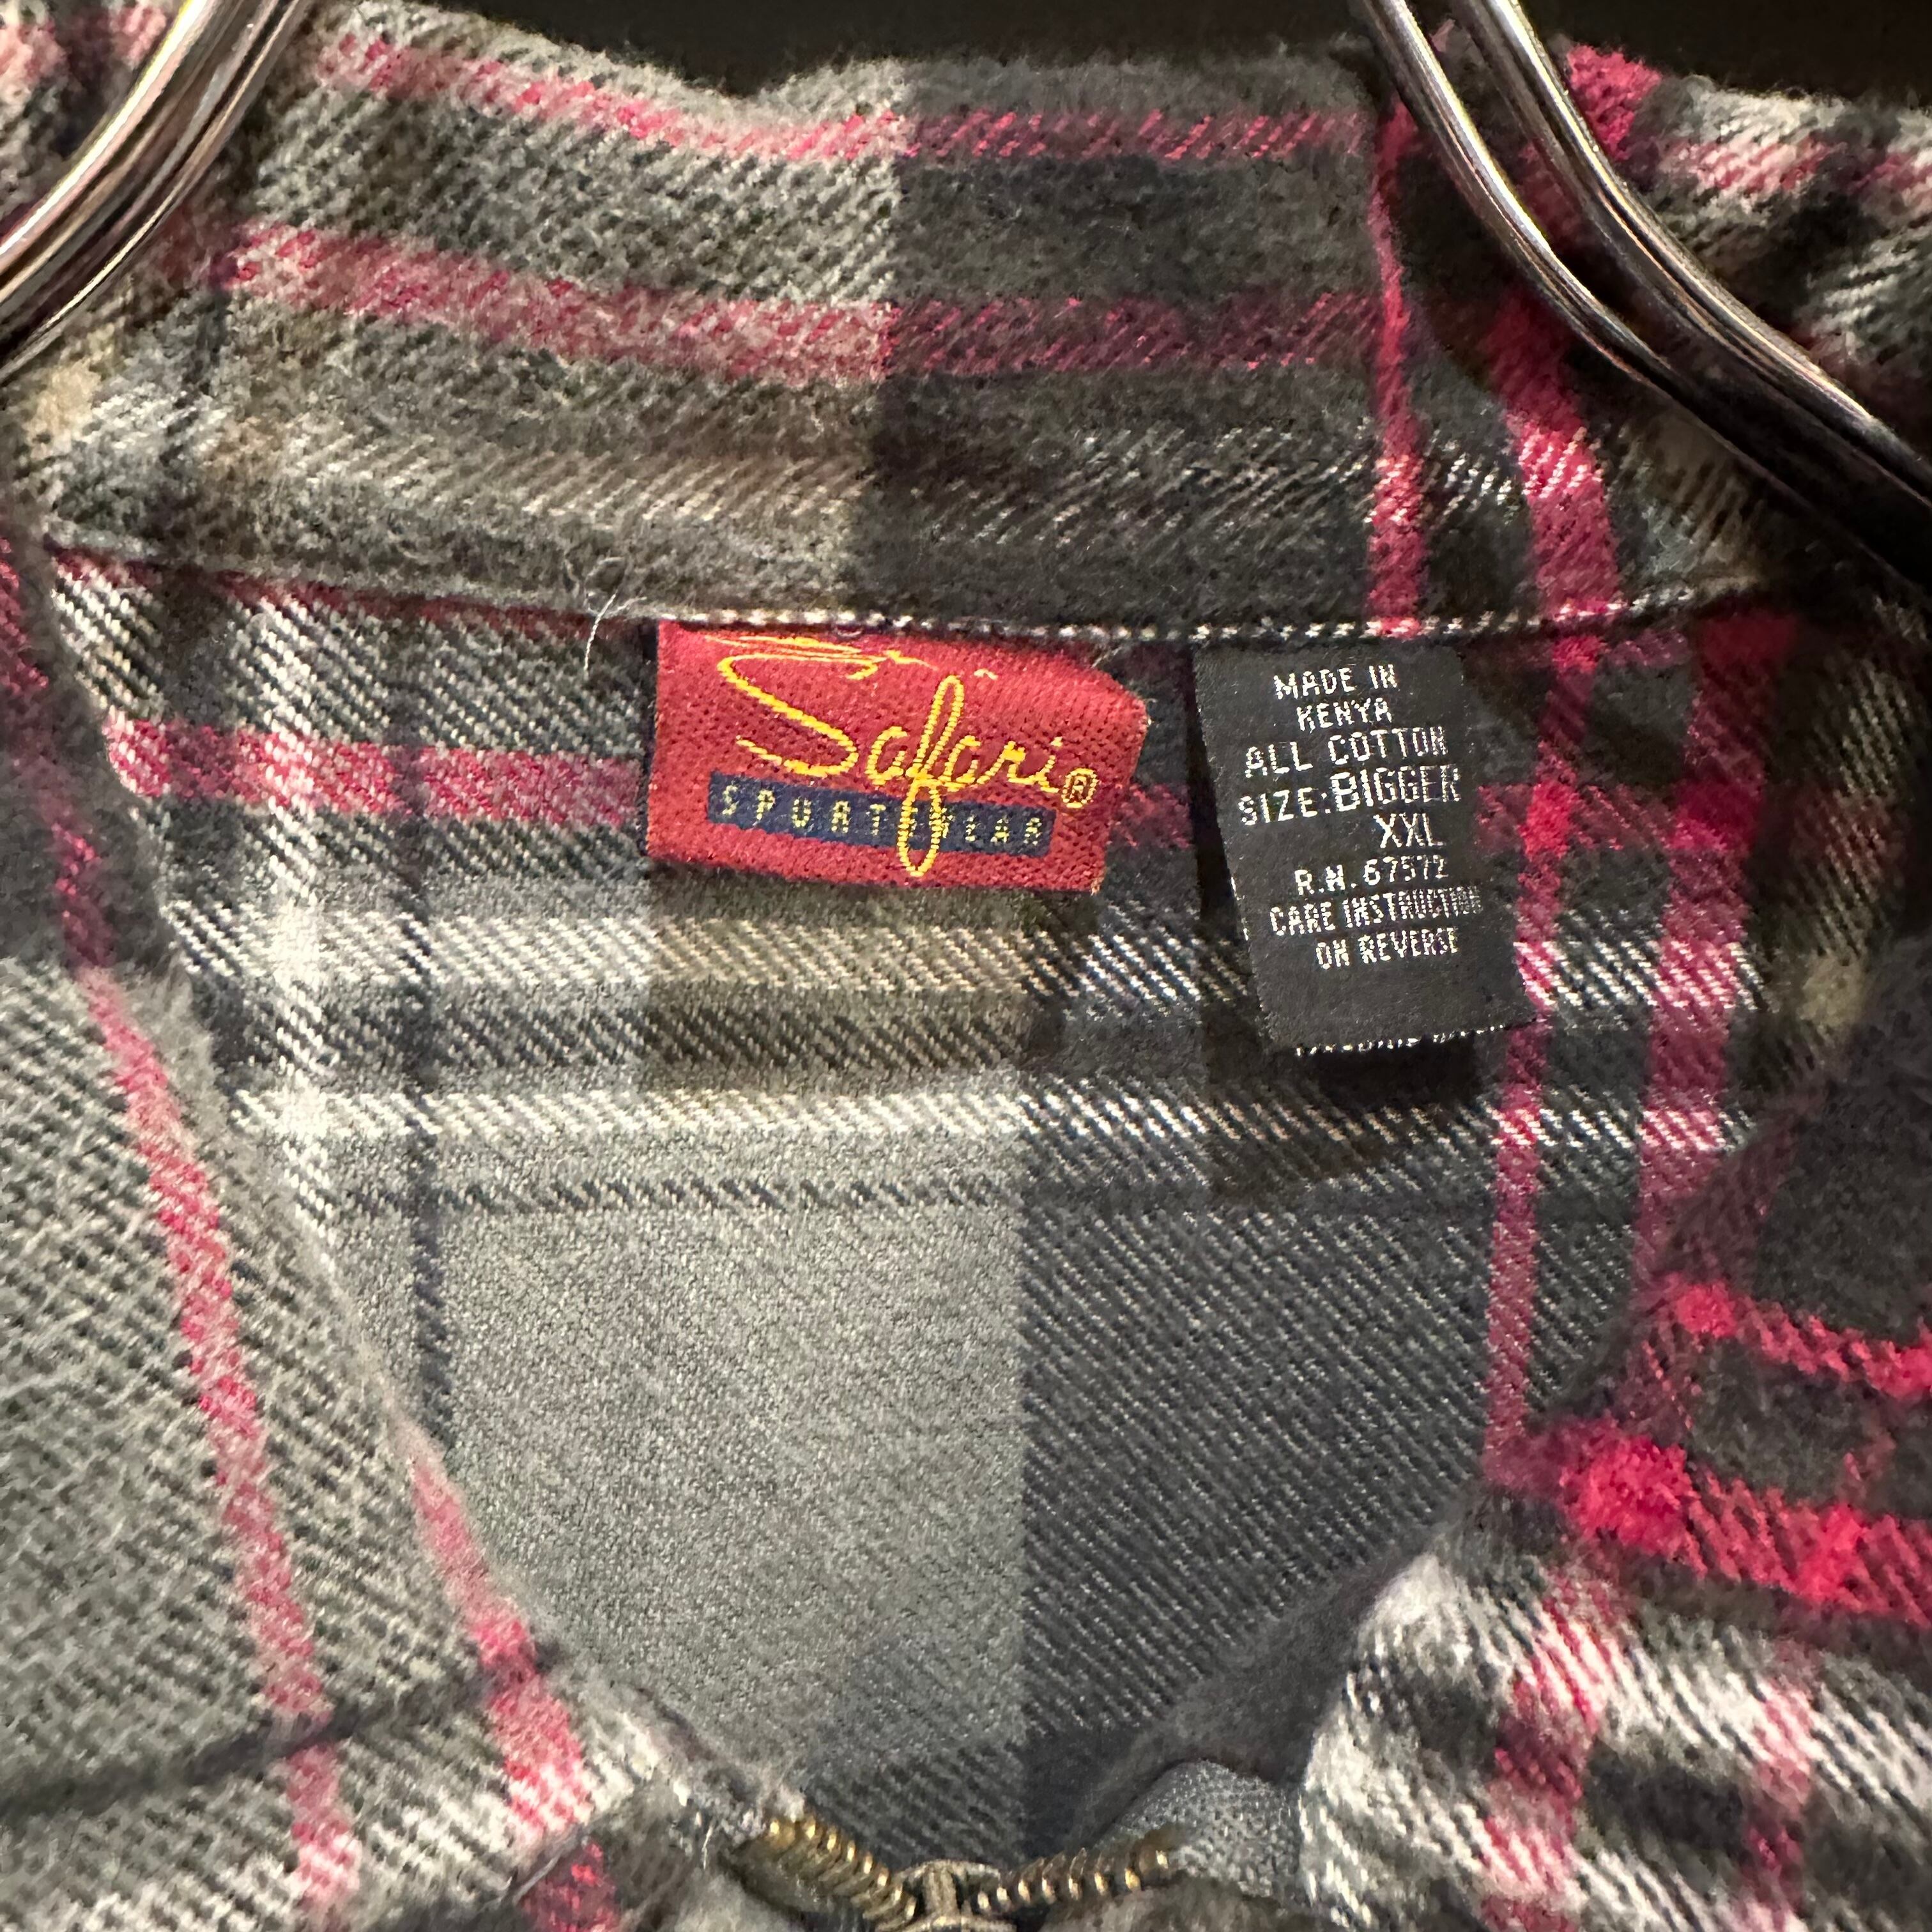 Safari®
SPORTSWEAR
MADE IN
KENYA
ALL COTTON
SIZE:BIGGER
XXL
R.N. 67572
CARE INSTRUCTION
ON REVERSE